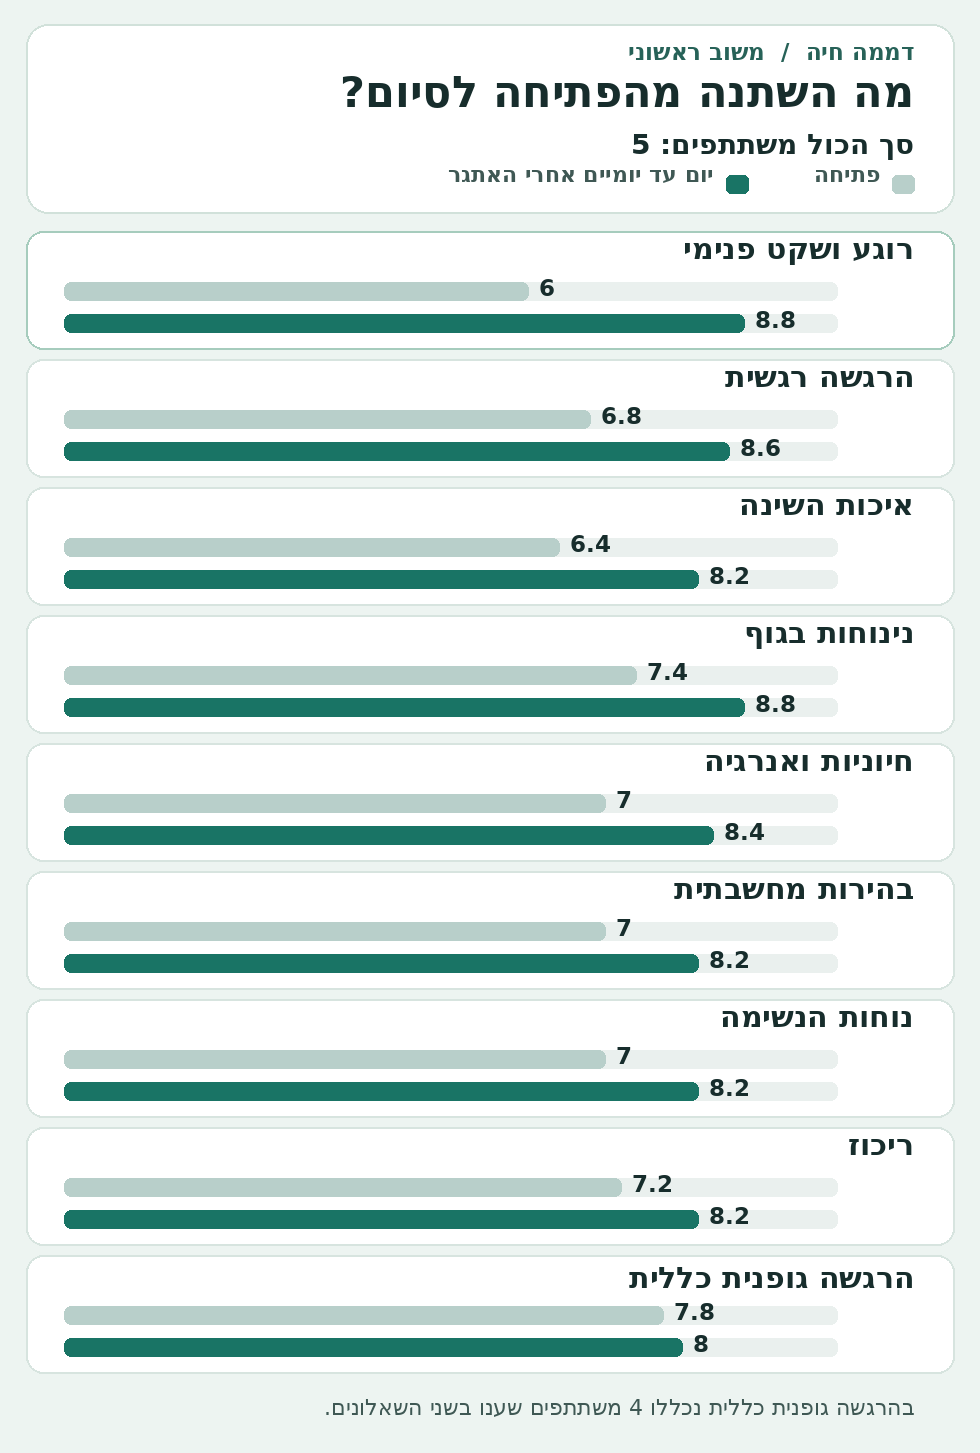 דממה חיה / משוב ראשוני
מה השתנה מהפתיחה לסיום?
סך הכול משתתפים: 5
פתיחה יום עד יומיים אחרי האתגר
רוגע ושקט פנימי
6
8.8
הרגשה רגשית
6.8
8.6
איכות השינה
6.4
8.2
נינוחות בגוף
7.4
8.8
חיוניות ואנרגיה
7
8.4
בהירות מחשבתית
7
8.2
נוחות הנשימה
7
8.2
ריכוז
7.2
8.2
הרגשה גופנית כללית
7.8
8
בהרגשה גופנית כללית נכללו 4 משתתפים שענו בשני השאלונים.